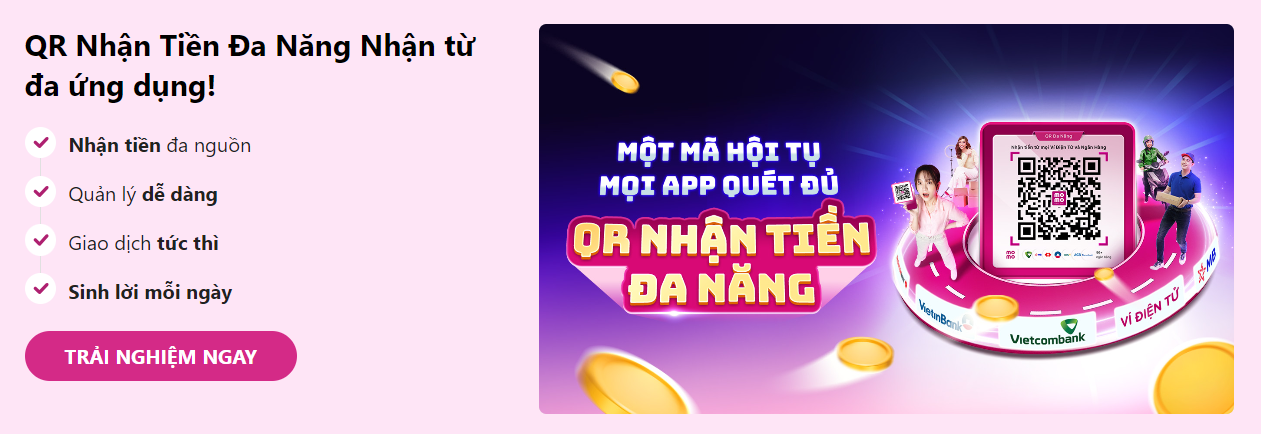 QR Nhận Tiền Đa Năng Nhận từ
đa ứng dụng!
Nhận tiền đa nguồn
Quản lý dễ dàng
Giao dịch tức thì
Sinh lời mỗi ngày
TRẢI NGHIỆM NGAY
MỘT MÃ HỘI TỤ
MỌI APP QUÉT ĐỦ
QR NHẬN TIỀN
ĐA NĂNG
QR Đa Năng
Nhận tiền từ mọi Ví Điện Tử và Ngân Hàng
mo
mo
mo
mo
VietinBank
Vietcombank
VÍ ĐIỆN TỬ
MB